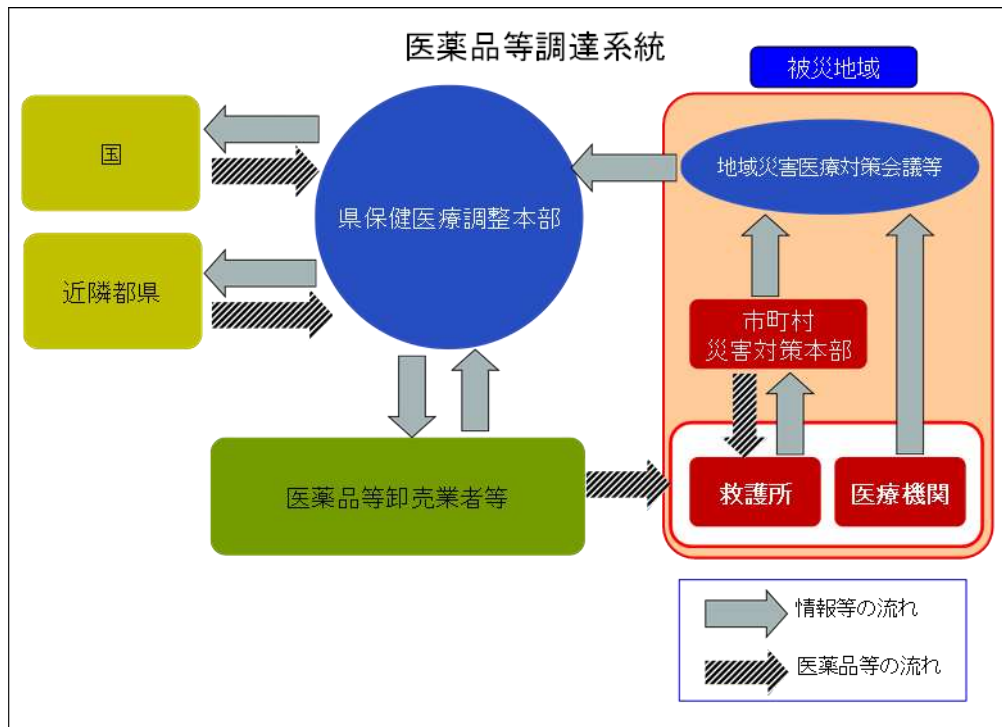 医薬品等調達系統
被災地域
国
地域災害医療対策会議等
県保健医療調整本部
近隣都県
市町村
災害対策本部
医薬品等卸売業者等
救護所
医療機関
情報等の流れ
医薬品等の流れ